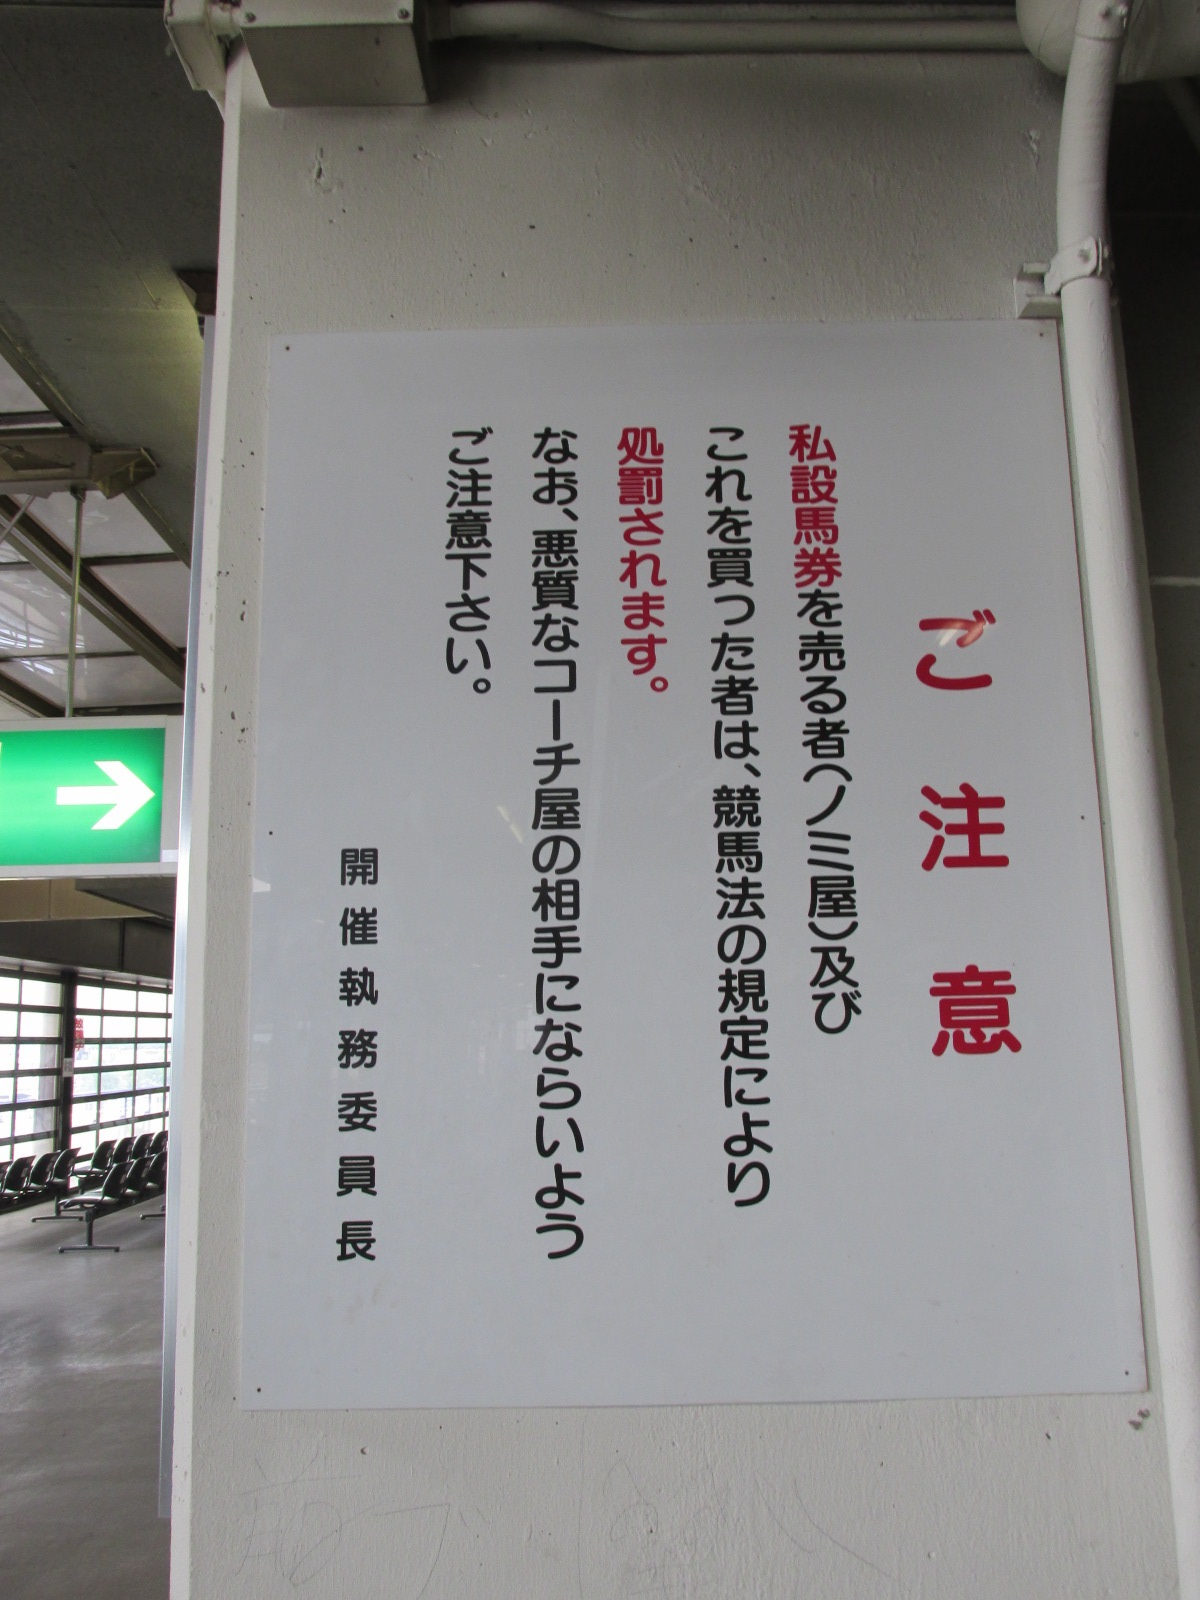 ご注意
私設馬券を売る者(ノミ屋)及び
これを買った者は、競馬法の規定により
処罰されます。
なお、悪質なコーチ屋の相手にならいよう
ご注意下さい。
開催執務委員長